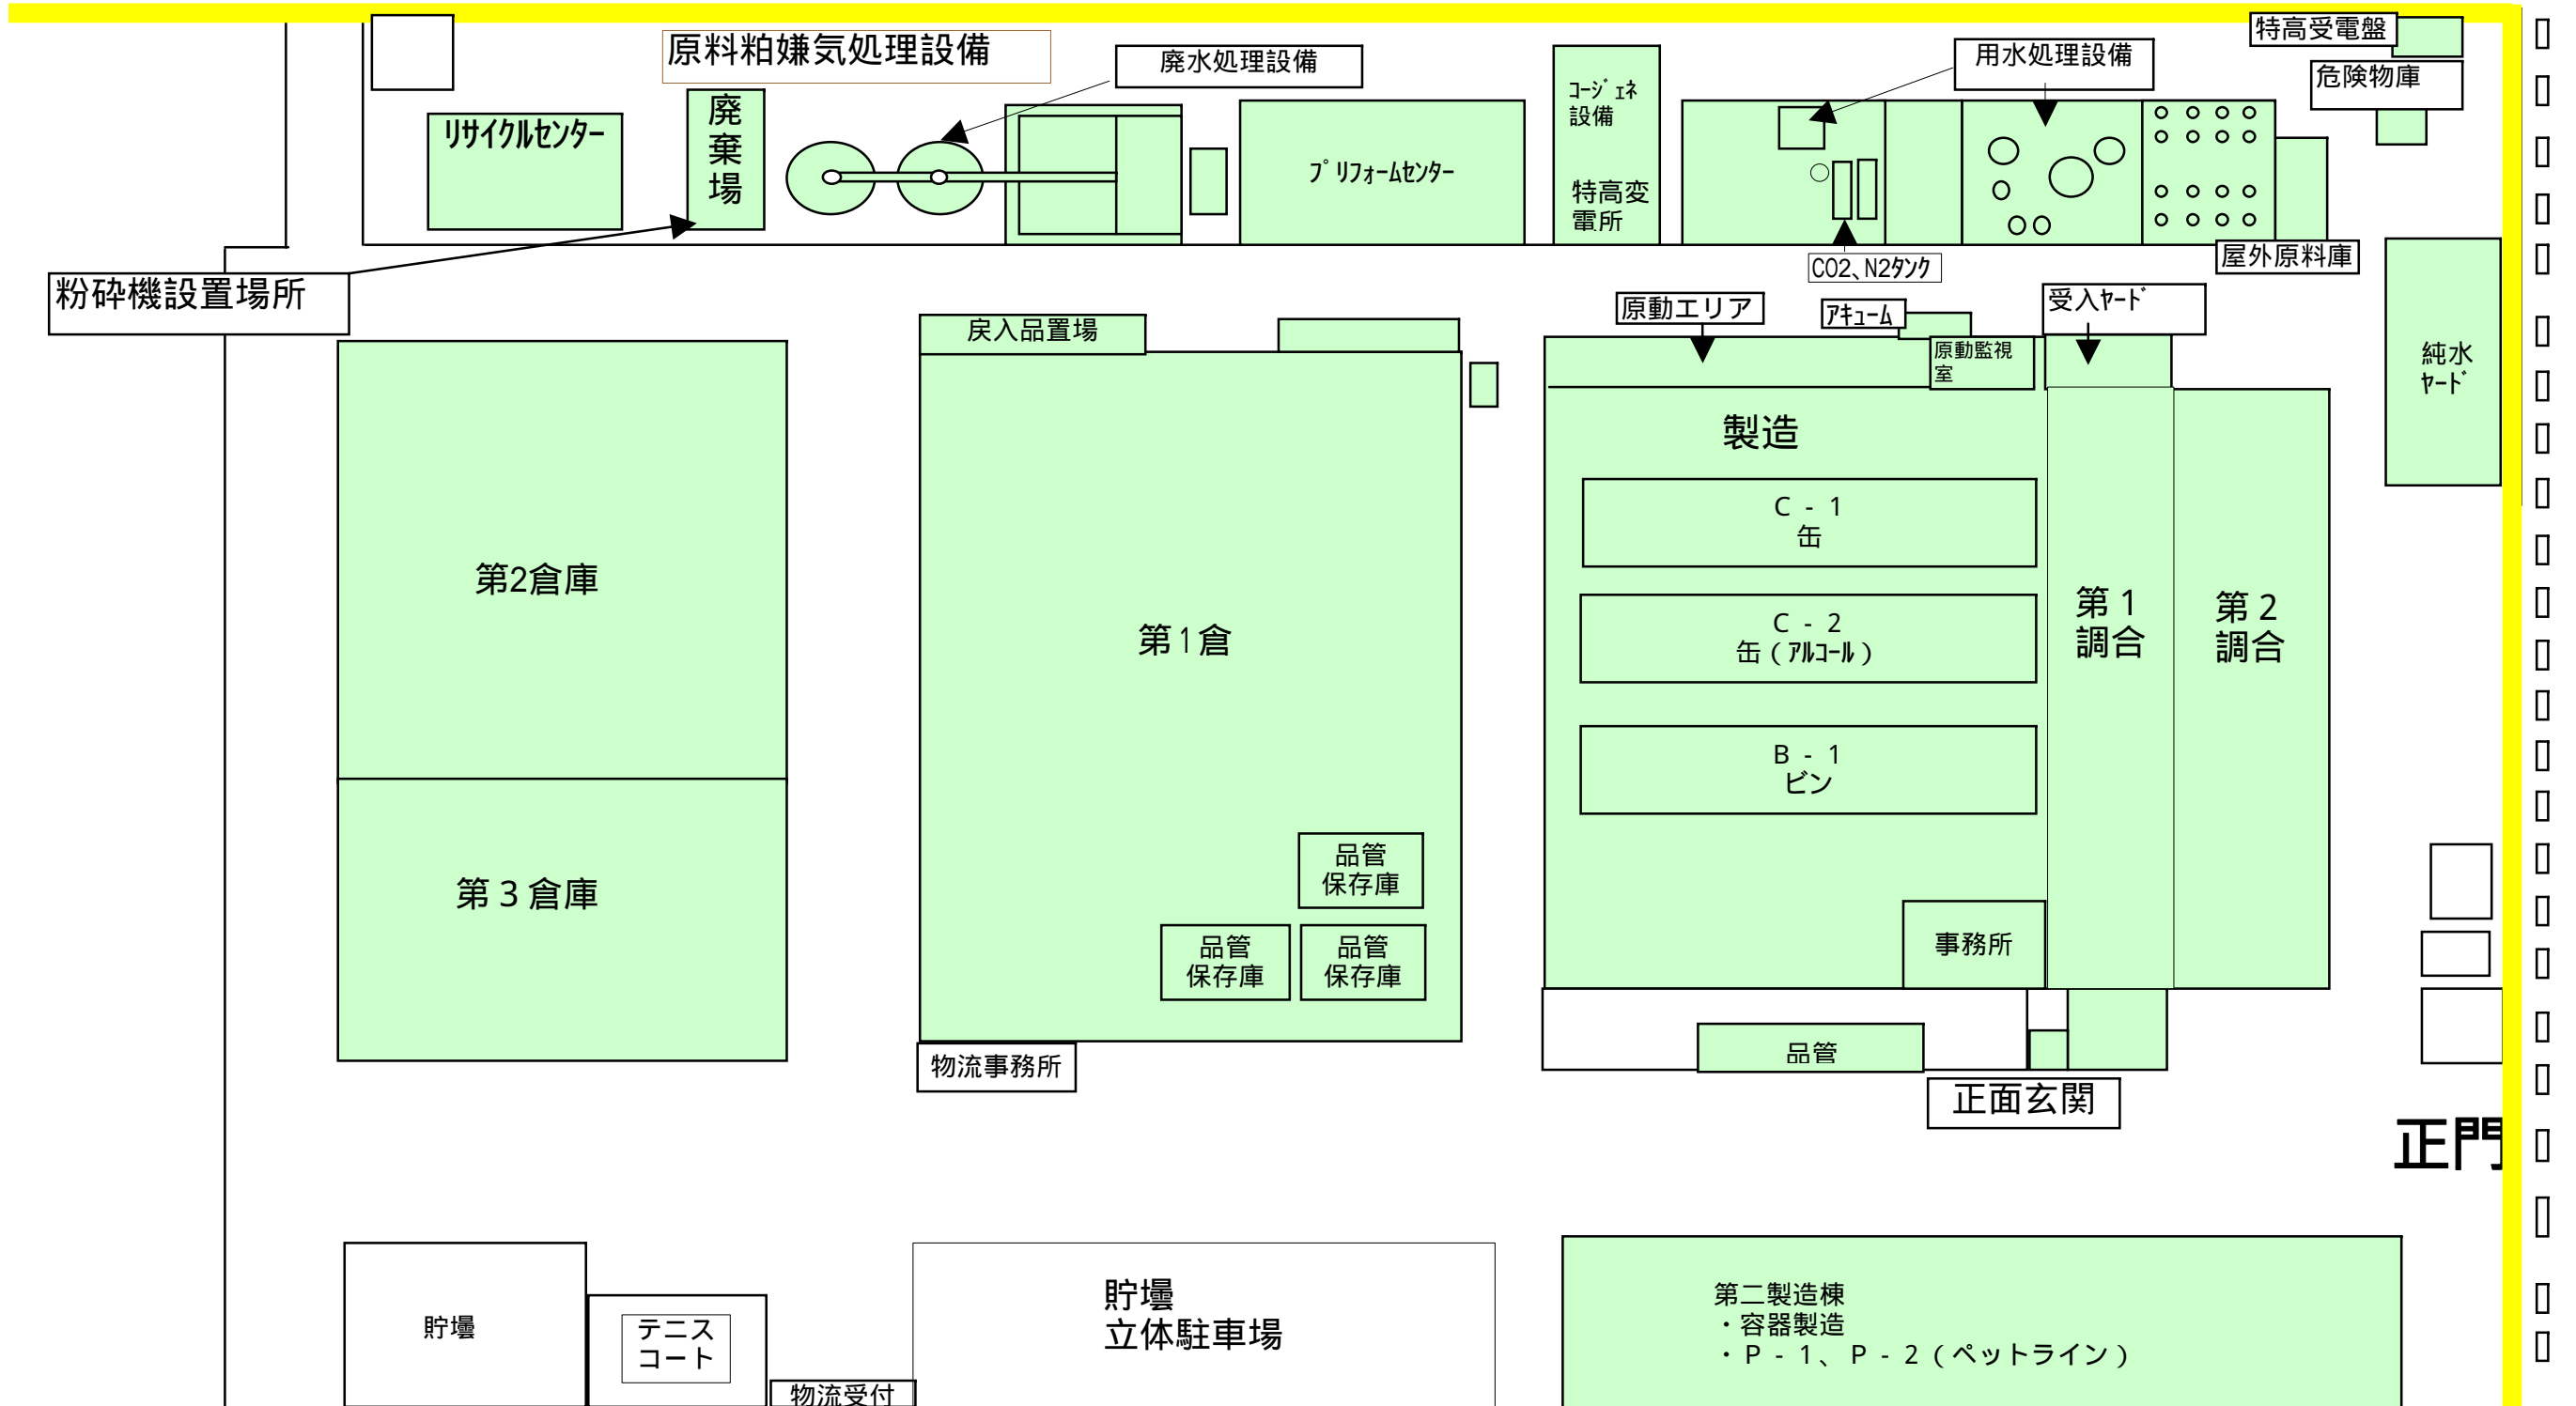 特高受電盤
原料粕嫌気処理設備
廃水処理設備
用水処理設備
危険物庫
リサイクルセンター
廃
棄
場
プリフォームセンター
コージェネ
設備
特高変
電所
CO2、N2タンク
屋外原料庫
粉砕機設置場所
戻入品置場
原動エリア
アキューム
受入ヤード
原動監視
室
純水
ヤード
製造
C - 1
缶
第2倉庫
第1倉
C - 2
缶(アルコール)
第1
調合
第2
調合
B - 1
ビン
第3倉庫
品管
保存庫
品管
保存庫
品管
保存庫
事務所
物流事務所
品管
正面玄関
正門
貯壜
テニス
コート
物流受付
貯壜
立体駐車場
第二製造棟
・容器製造
・P - 1、P - 2(ペットライン)